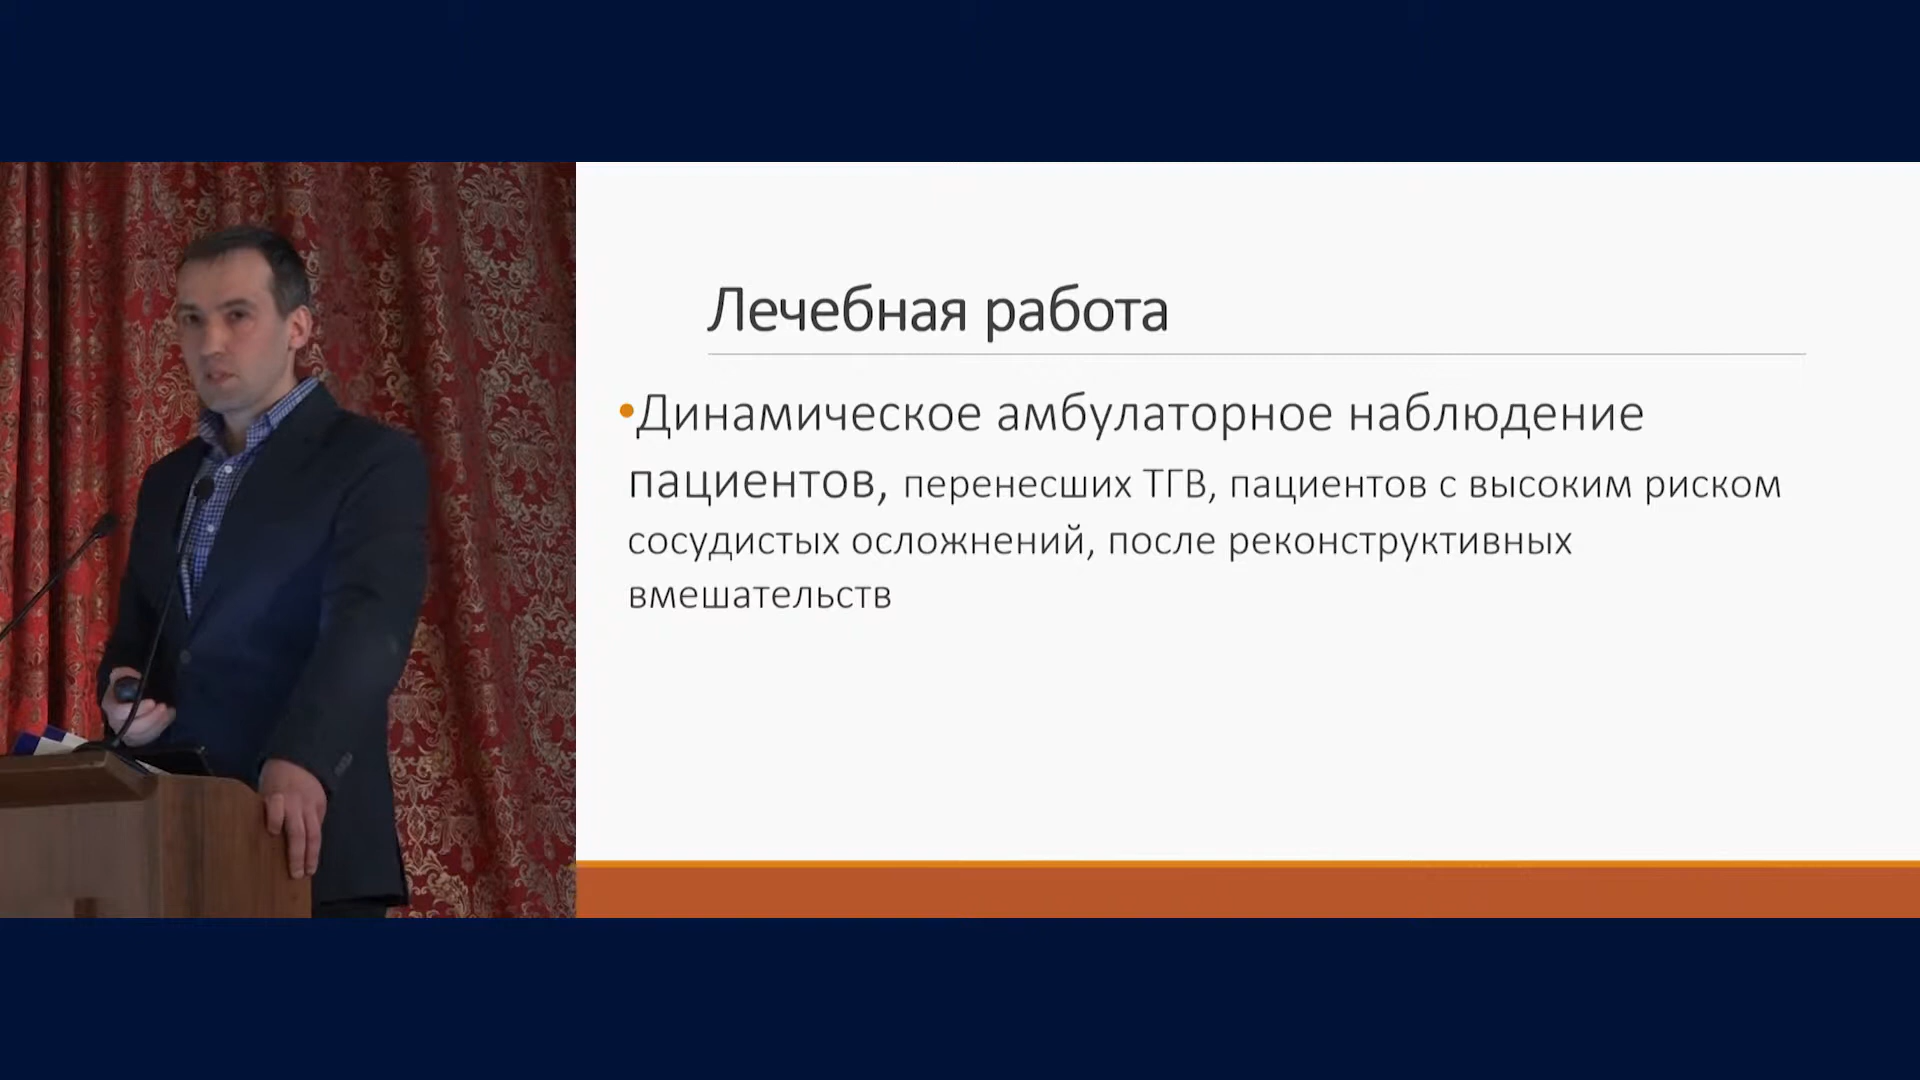 Лечебная работа
•Динамическое амбулаторное наблюдение
пациентов, перенесших ТГВ, пациентов с высоким риском
сосудистых осложнений, после реконструктивных
вмешательств